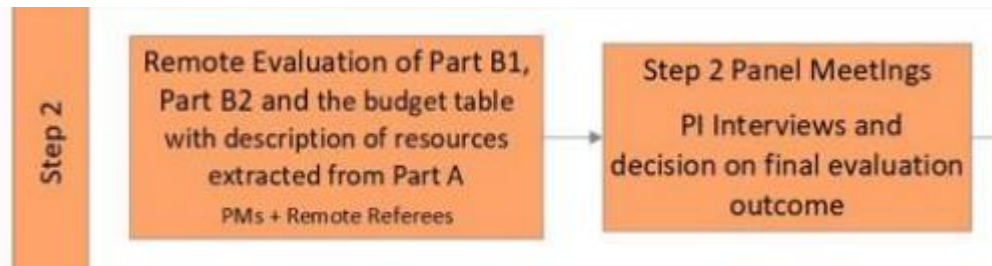 Step 2
Remote Evaluation of Part B1,
Part B2 and the budget table
with description of resources
extracted from Part A
PMs + Remote Referees
Step 2 Panel MeetIngs
PI Interviews and
decision on final evaluation
outcome